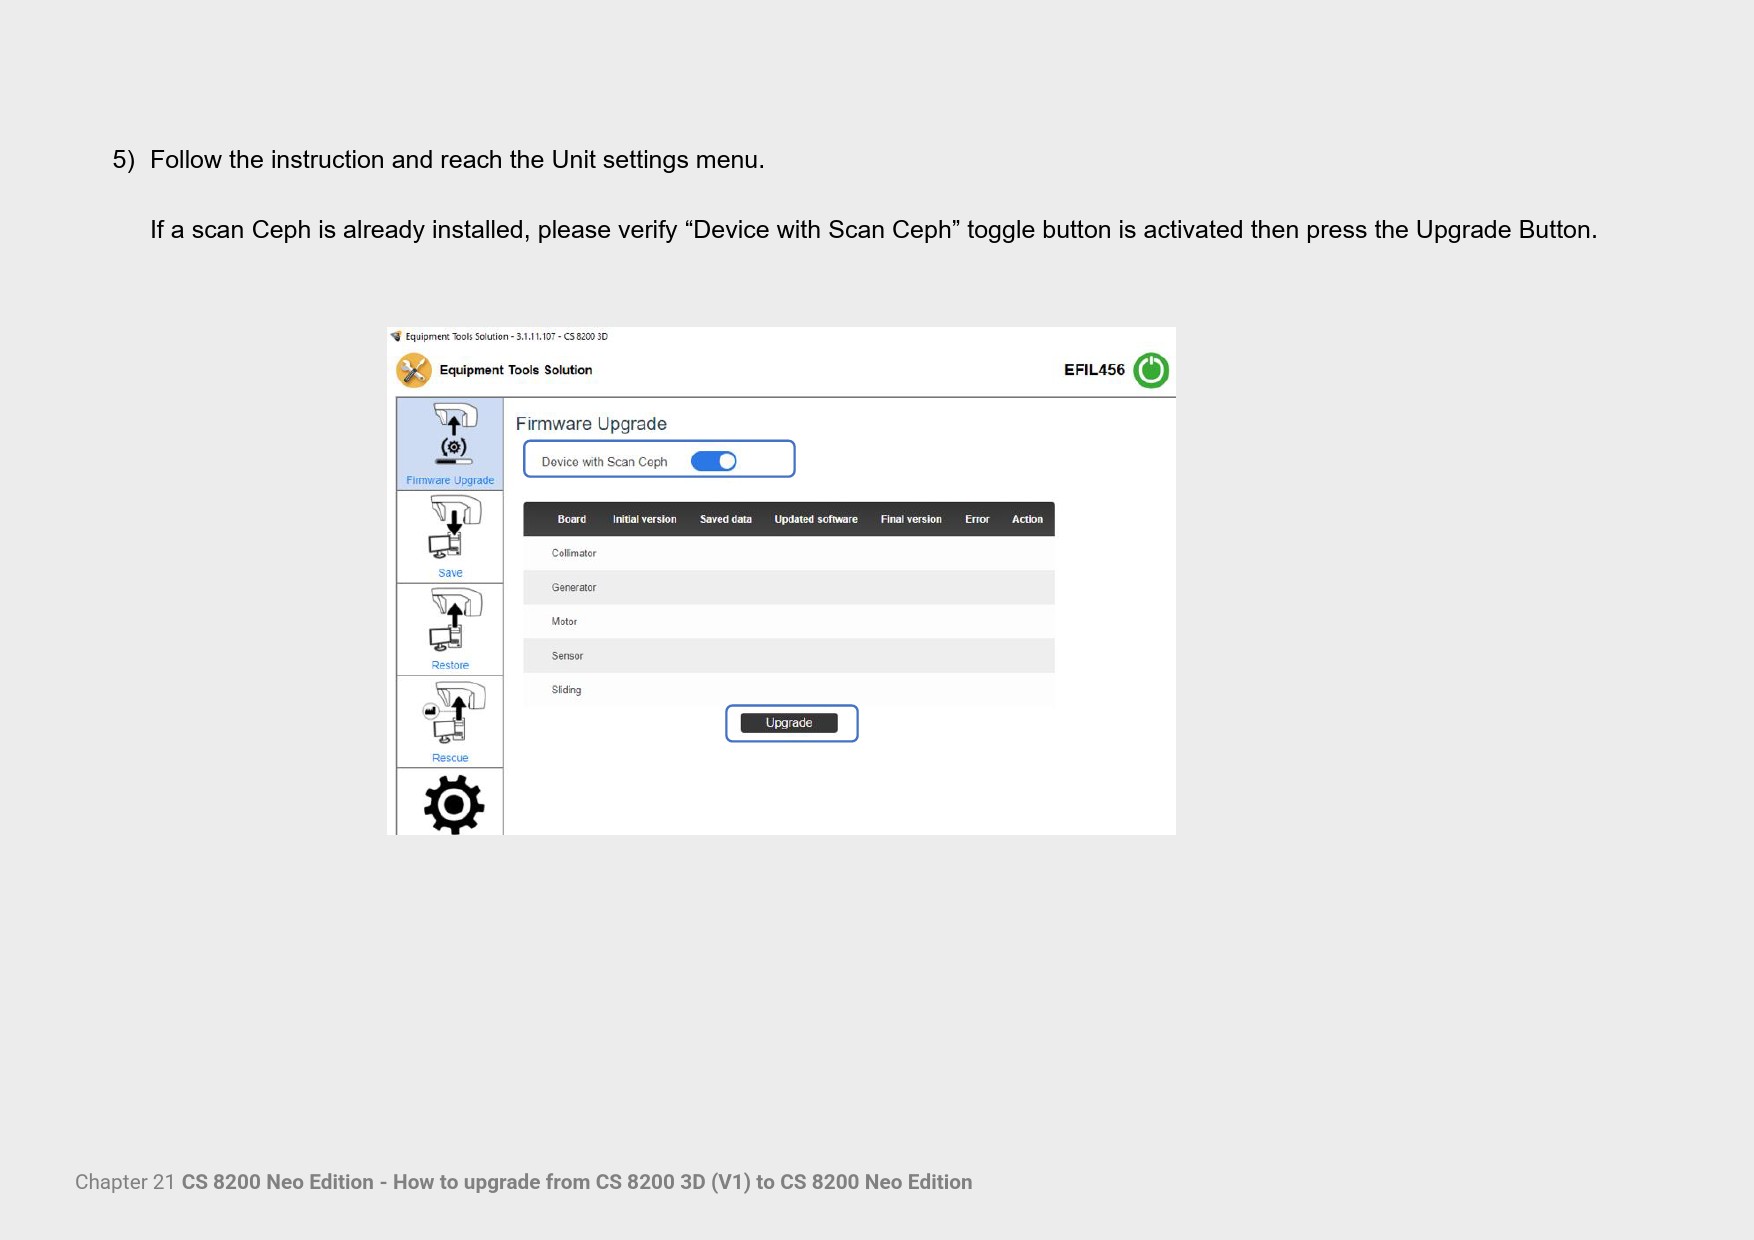 5) Follow the instruction and reach the Unit settings menu.
If a scan Ceph is already installed, please verify “Device with Scan Ceph” toggle button is activated then press the Upgrade Button.
Equipment Tools Solution - 3.1.11.107 - CS 8200 3D
Equipment Tools Solution
EFIL456
Firmware Upgrade
Device with Scan Ceph
Firmware Upgrade
Board Initial version Saved data Updated software Final version Error Action
Collimator
Save
Generator
Motor
Sensor
Restore
Sliding
Upgrade
Rescue
Chapter 21 CS 8200 Neo Edition - How to upgrade from CS 8200 3D (V1) to CS 8200 Neo Edition